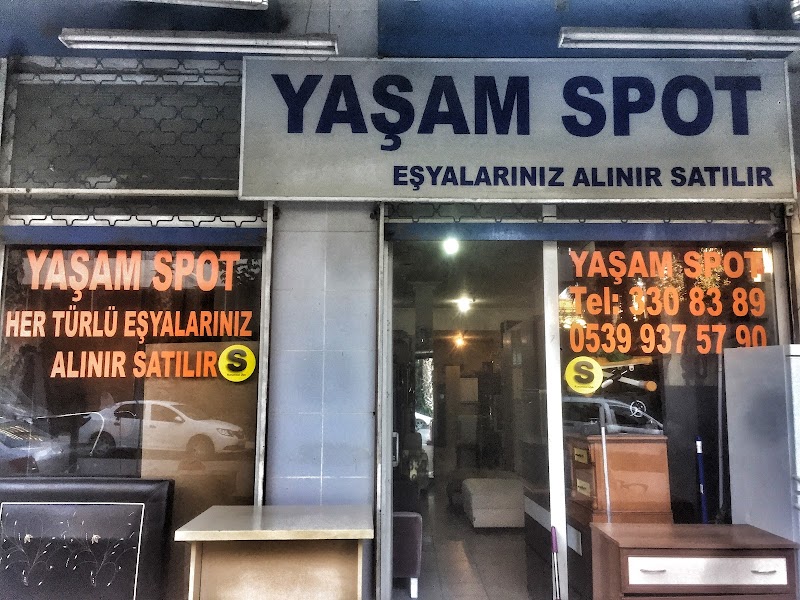 YAŞAM SPOT
EŞYALARINIZ ALINIR SATILIR
YAŞAM SPOT
HER TÜRLÜ EŞYALARINIZ
ALINIR SATILIR
S
YAŞAM SPOT
Tel: 330 83 89
0539 937 57 90
S